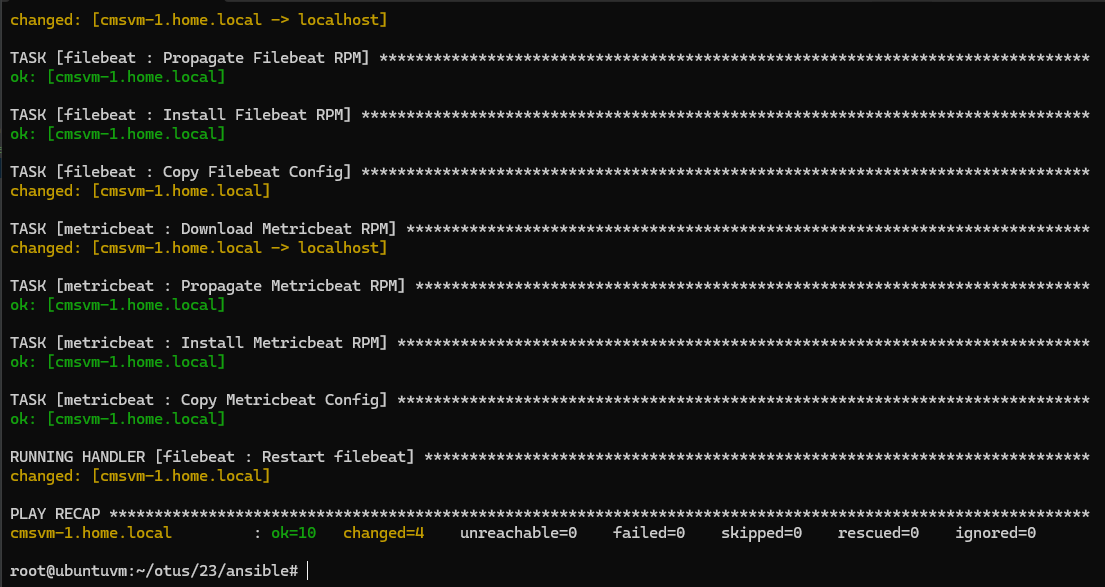 changed: [cmsvm-1.home.local -> localhost]
TASK [filebeat : Propagate Filebeat RPM] *******************************************************************************
ok: [cmsvm-1.home.local]
TASK [filebeat : Install Filebeat RPM] *********************************************************************************
ok: [cmsvm-1.home.local]
TASK [filebeat : Copy Filebeat Config] *********************************************************************************
changed: [cmsvm-1.home.local]
TASK [metricbeat : Download Metricbeat RPM] ****************************************************************************
changed: [cmsvm-1.home.local -> localhost]
TASK [metricbeat : Propagate Metricbeat RPM] ***************************************************************************
ok: [cmsvm-1.home.local]
TASK [metricbeat : Install Metricbeat RPM] *****************************************************************************
ok: [cmsvm-1.home.local]
TASK [metricbeat : Copy Metricbeat Config] *****************************************************************************
ok: [cmsvm-1.home.local]
RUNNING HANDLER [filebeat : Restart filebeat] **************************************************************************
changed: [cmsvm-1.home.local]
PLAY RECAP *************************************************************************************************************
cmsvm-1.home.local         : ok=10   changed=4    unreachable=0    failed=0    skipped=0    rescued=0    ignored=0
root@ubuntuvm:~/otus/23/ansible#